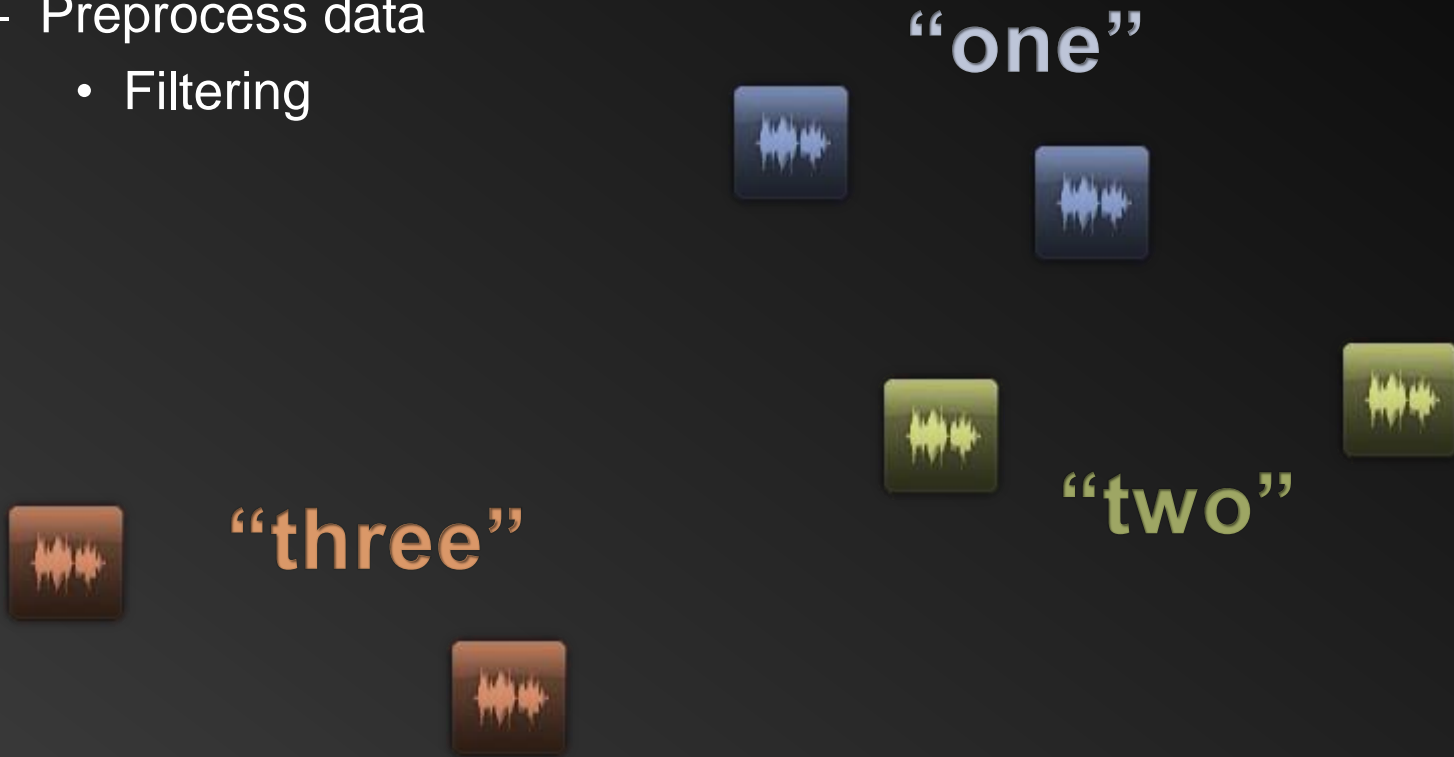 - Preprocess data
• Filtering
“one”
“two”
“three”